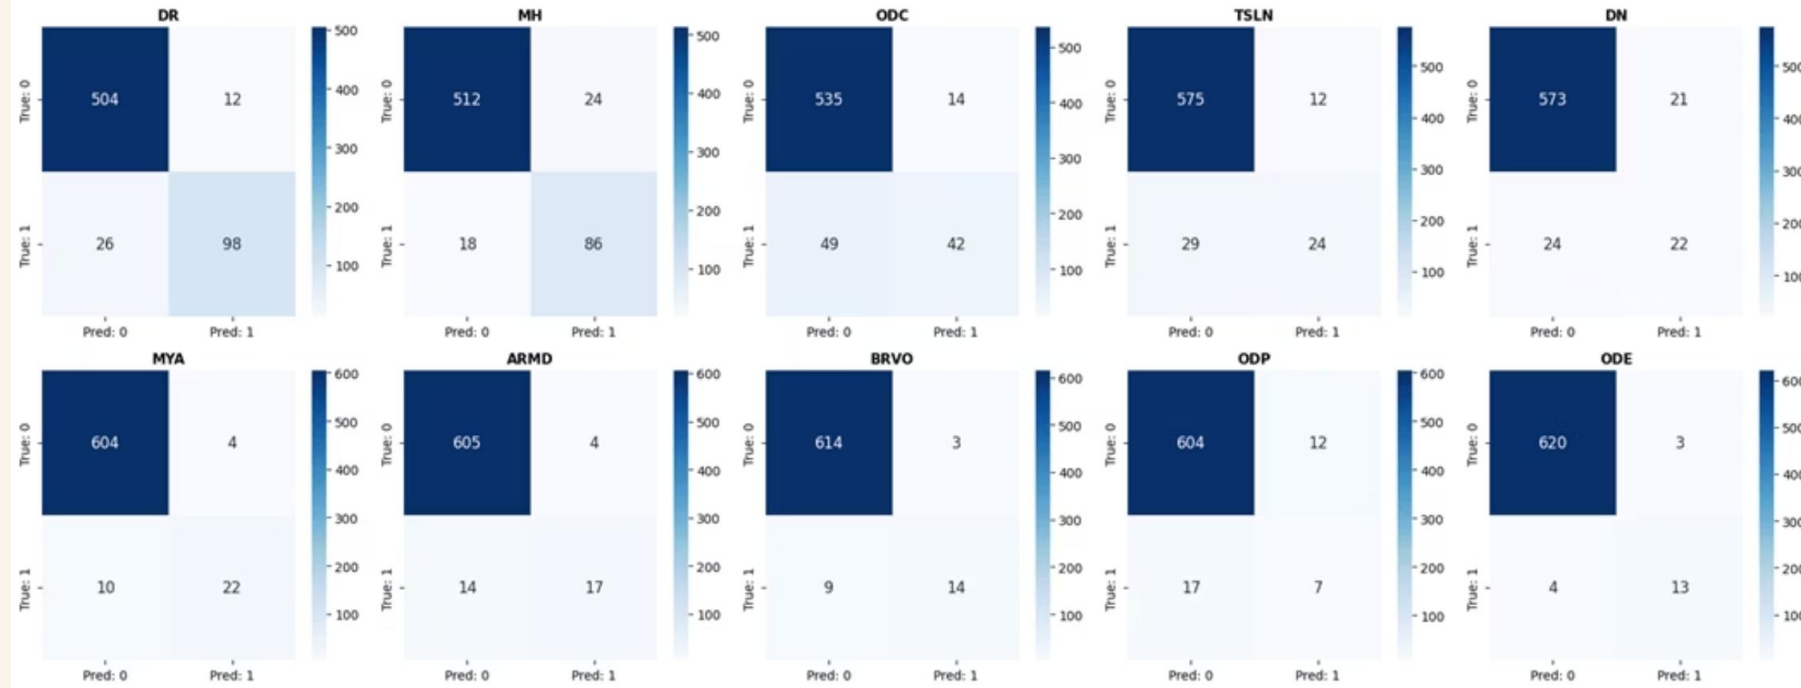 DR MH ODC TSLN DN
True: 0 504 12 500 400 300 200 100
True: 1 26 98
Pred: 0 Pred: 1
True: 0 512 24 500 400 300 200 100
True: 1 18 86
Pred: 0 Pred: 1
True: 0 535 14 500 400 300 200 100
True: 1 49 42
Pred: 0 Pred: 1
True: 0 575 12 500 400 300 200 100
True: 1 29 24
Pred: 0 Pred: 1
True: 0 573 21
True: 1 24 22
Pred: 0 Pred: 1
MYA ARMD BRVO ODP ODE
True: 0 604 4 600 500 400 300 200 100
True: 1 10 22
Pred: 0 Pred: 1
True: 0 605 4 600 500 400 300 200 100
True: 1 14 17
Pred: 0 Pred: 1
True: 0 614 3 600 500 400 300 200 100
True: 1 9 14
Pred: 0 Pred: 1
True: 0 604 12 600 500 400 300 200 100
True: 1 17 7
Pred: 0 Pred: 1
True: 0 620 3
True: 1 4 13
Pred: 0 Pred: 1